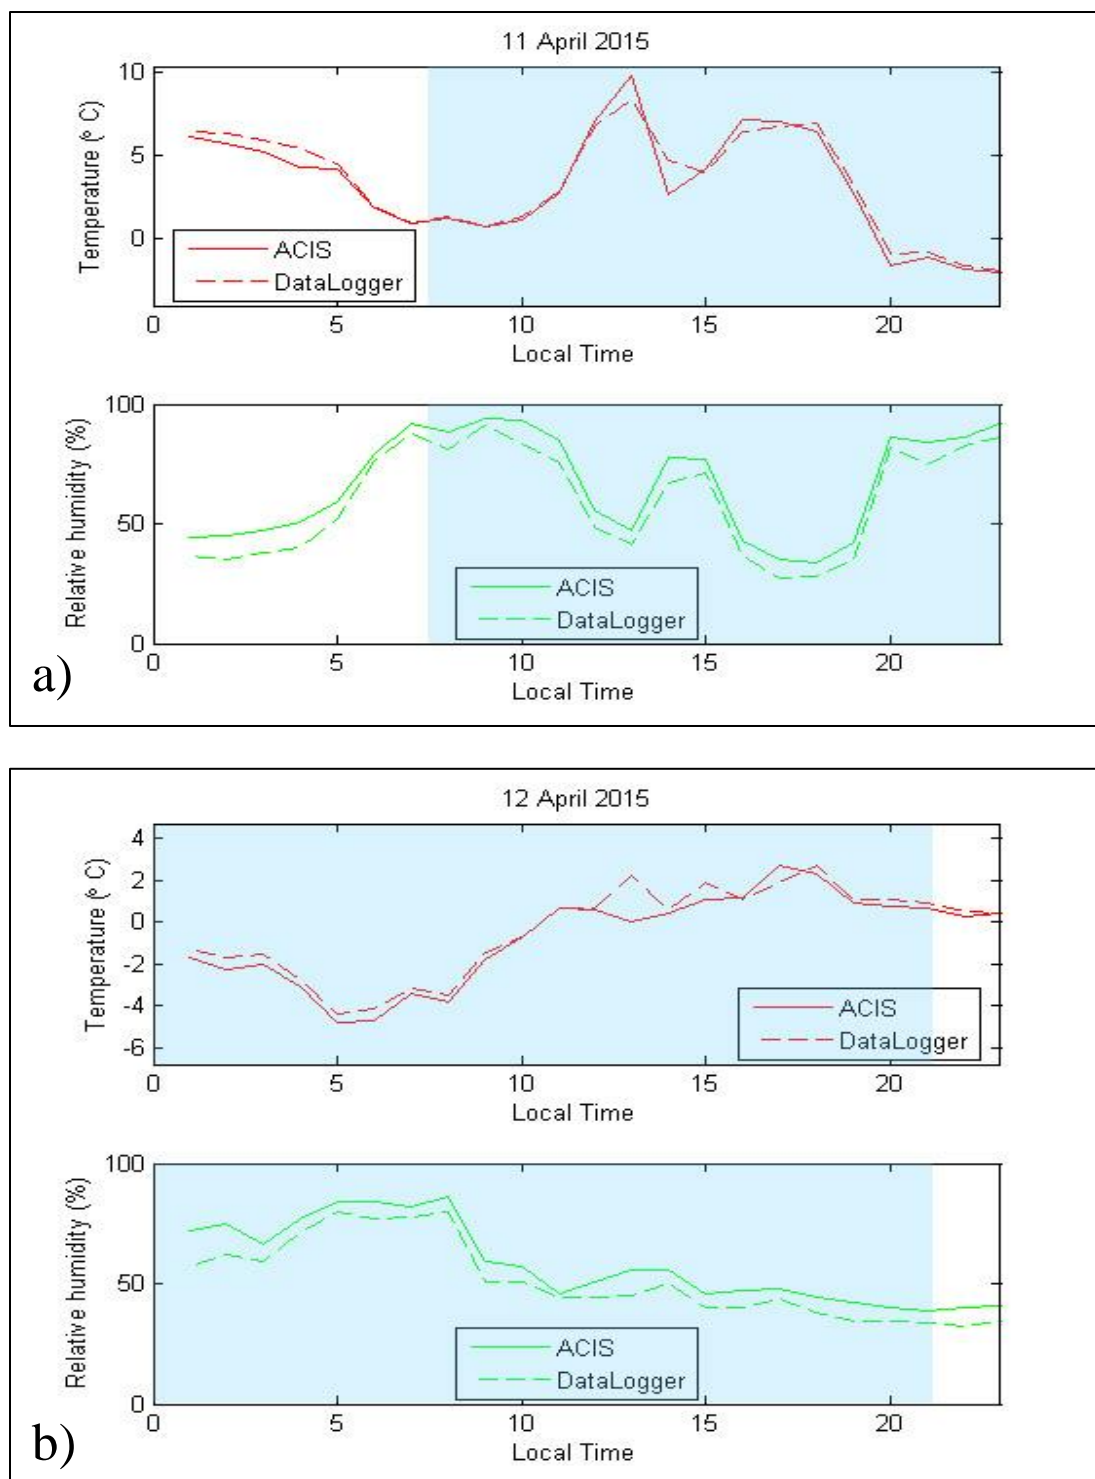 11 April 2015
Temperature (º C)
10
5
0
ACIS
DataLogger
0 5 10 15 20
Local Time
Relative humidity (%)
100
50
0
ACIS
DataLogger
0 5 10 15 20
Local Time
a)
12 April 2015
Temperature (º C)
4
2
0
-2
-4
-6
ACIS
DataLogger
0 5 10 15 20
Local Time
Relative humidity (%)
100
50
0
ACIS
DataLogger
0 5 10 15 20
Local Time
b)